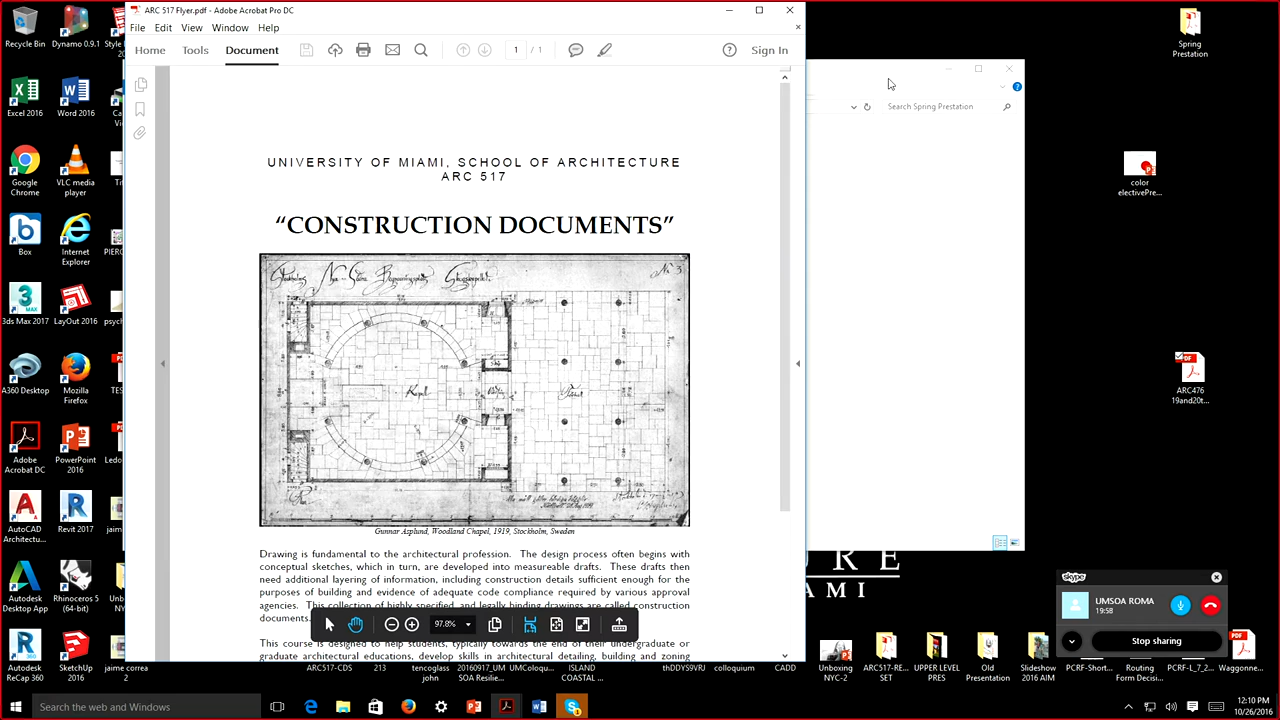 ARC 517 Flyer.pdf - Adobe Acrobat Pro DC
File Edit View Window Help
Home Tools Document
1 / 1
Sign In
UNIVERSITY OF MIAMI, SCHOOL OF ARCHITECTURE
ARC 517
“CONSTRUCTION DOCUMENTS”
Gunnar Asplund, Woodland Chapel, 1919, Stockholm, Sweden
Drawing is fundamental to the architectural profession. The design process often begins with
conceptual sketches, which in turn, are developed into measureable drafts. These drafts then
need additional layering of information, including construction details sufficient enough for the
purposes of building and evidence of adequate code compliance required by various approval
agencies. This collection of highly specified, and legally binding drawings are called construction
documents.
This course is designed to help students, typically towards the end of their undergraduate or
graduate architectural educations, develop skills in architectural detailing, building and zoning
97.8%
Search Spring Prestation
Recycle Bin
Dynamo 0.9.1
Excel 2016
Word 2016
Google
Chrome
VLC media
player
Box
Internet
Explorer
3ds Max 2017
LayOut 2016
A360 Desktop
Mozilla
Firefox
Adobe
Acrobat DC
PowerPoint
2016
AutoCAD
Architectu...
Revit 2017
Autodesk
Desktop App
Rhinoceros 5
(64-bit)
Autodesk
ReCap 360
SketchUp
2016
jaime correa
2
Spring
Prestation
color
electivePre...
ARC476
19and20t...
skype
UMSOA ROMA
19:58
Stop sharing
ARC517-CDS
213
tencoglass
john
20160917_UM
SOA Resilie...
UMColoqu...
ISLAND
COASTAL ...
thDDYS9VRJ
colloquium
CADD
Unboxing
NYC-2
ARC517-RE...
SET
UPPER LEVEL
PRES
Old
Presentation
Slideshow
2016 AIM
PCRF-Short...
PCRF-L_7_2...
Routing
Form Decisi...
Waggonne...
Search the web and Windows
12:10 PM
10/26/2016